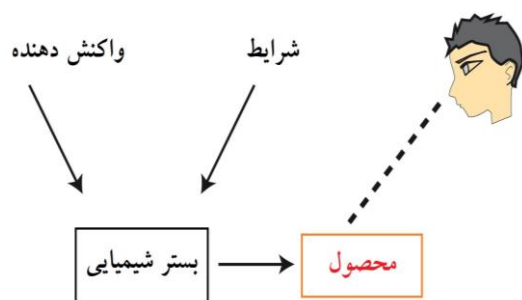 شرایط
واکنش دهنده
بستر شیمیایی
محصول